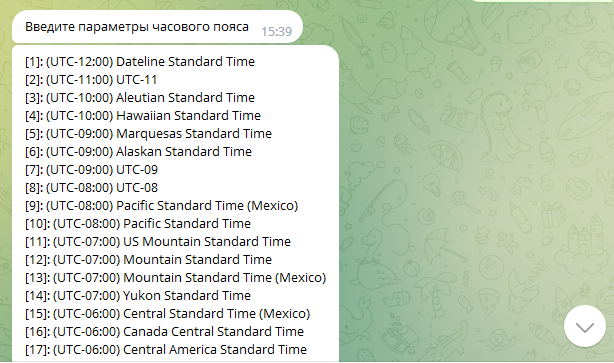 Введите параметры часового пояса
15:39
[1]: (UTC-12:00) Dateline Standard Time
[2]: (UTC-11:00) UTC-11
[3]: (UTC-10:00) Aleutian Standard Time
[4]: (UTC-10:00) Hawaiian Standard Time
[5]: (UTC-09:00) Marquesas Standard Time
[6]: (UTC-09:00) Alaskan Standard Time
[7]: (UTC-09:00) UTC-09
[8]: (UTC-08:00) UTC-08
[9]: (UTC-08:00) Pacific Standard Time (Mexico)
[10]: (UTC-08:00) Pacific Standard Time
[11]: (UTC-07:00) US Mountain Standard Time
[12]: (UTC-07:00) Mountain Standard Time
[13]: (UTC-07:00) Mountain Standard Time (Mexico)
[14]: (UTC-07:00) Yukon Standard Time
[15]: (UTC-06:00) Central Standard Time (Mexico)
[16]: (UTC-06:00) Canada Central Standard Time
[17]: (UTC-06:00) Central America Standard Time